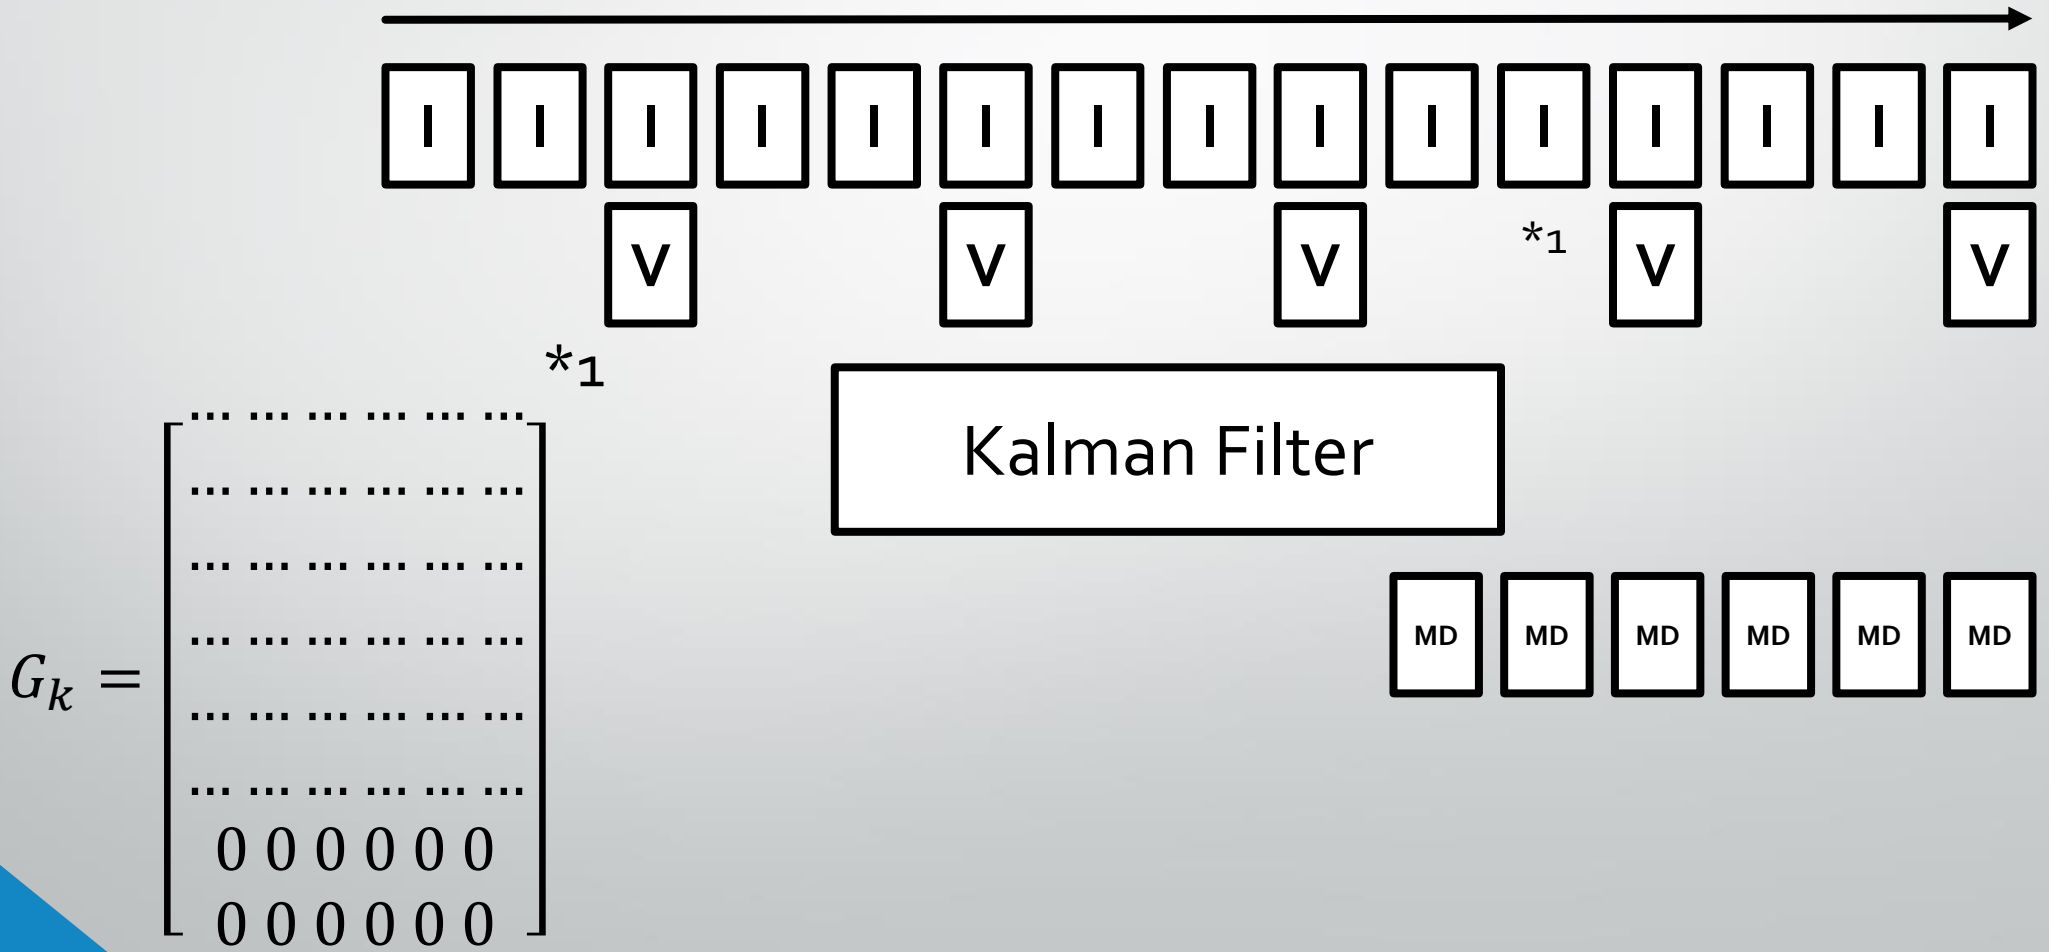 I I I I I I I I I I I I I I I
V V V *1 V V
*1
Kalman Filter
MD MD MD MD MD MD
G_k =
... ... ... ... ... ...
... ... ... ... ... ...
... ... ... ... ... ...
... ... ... ... ... ...
... ... ... ... ... ...
... ... ... ... ... ...
0 0 0 0 0 0
0 0 0 0 0 0